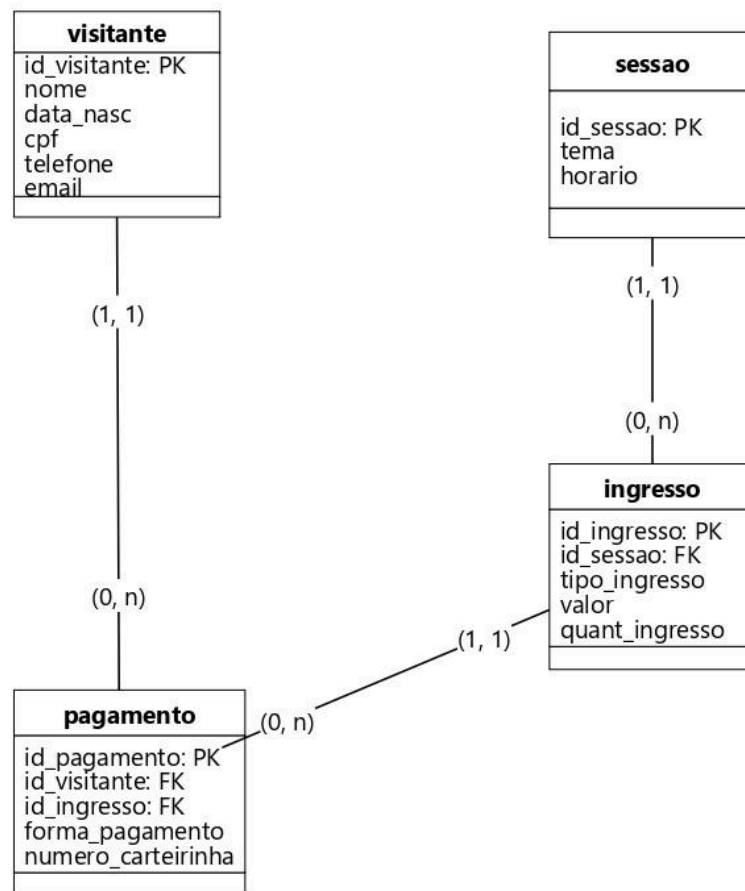 visitante
id_visitante: PK
nome
data_nasc
cpf
telefone
email
sessao
id_sessao: PK
tema
horario
(1, 1)
(1, 1)
(0, n)
(0, n)
ingresso
id_ingresso: PK
id_sessao: FK
tipo_ingresso
valor
quant_ingresso
(1, 1)
(0, n)
pagamento
id_pagamento: PK
id_visitante: FK
id_ingresso: FK
forma_pagamento
numero_carteirinha